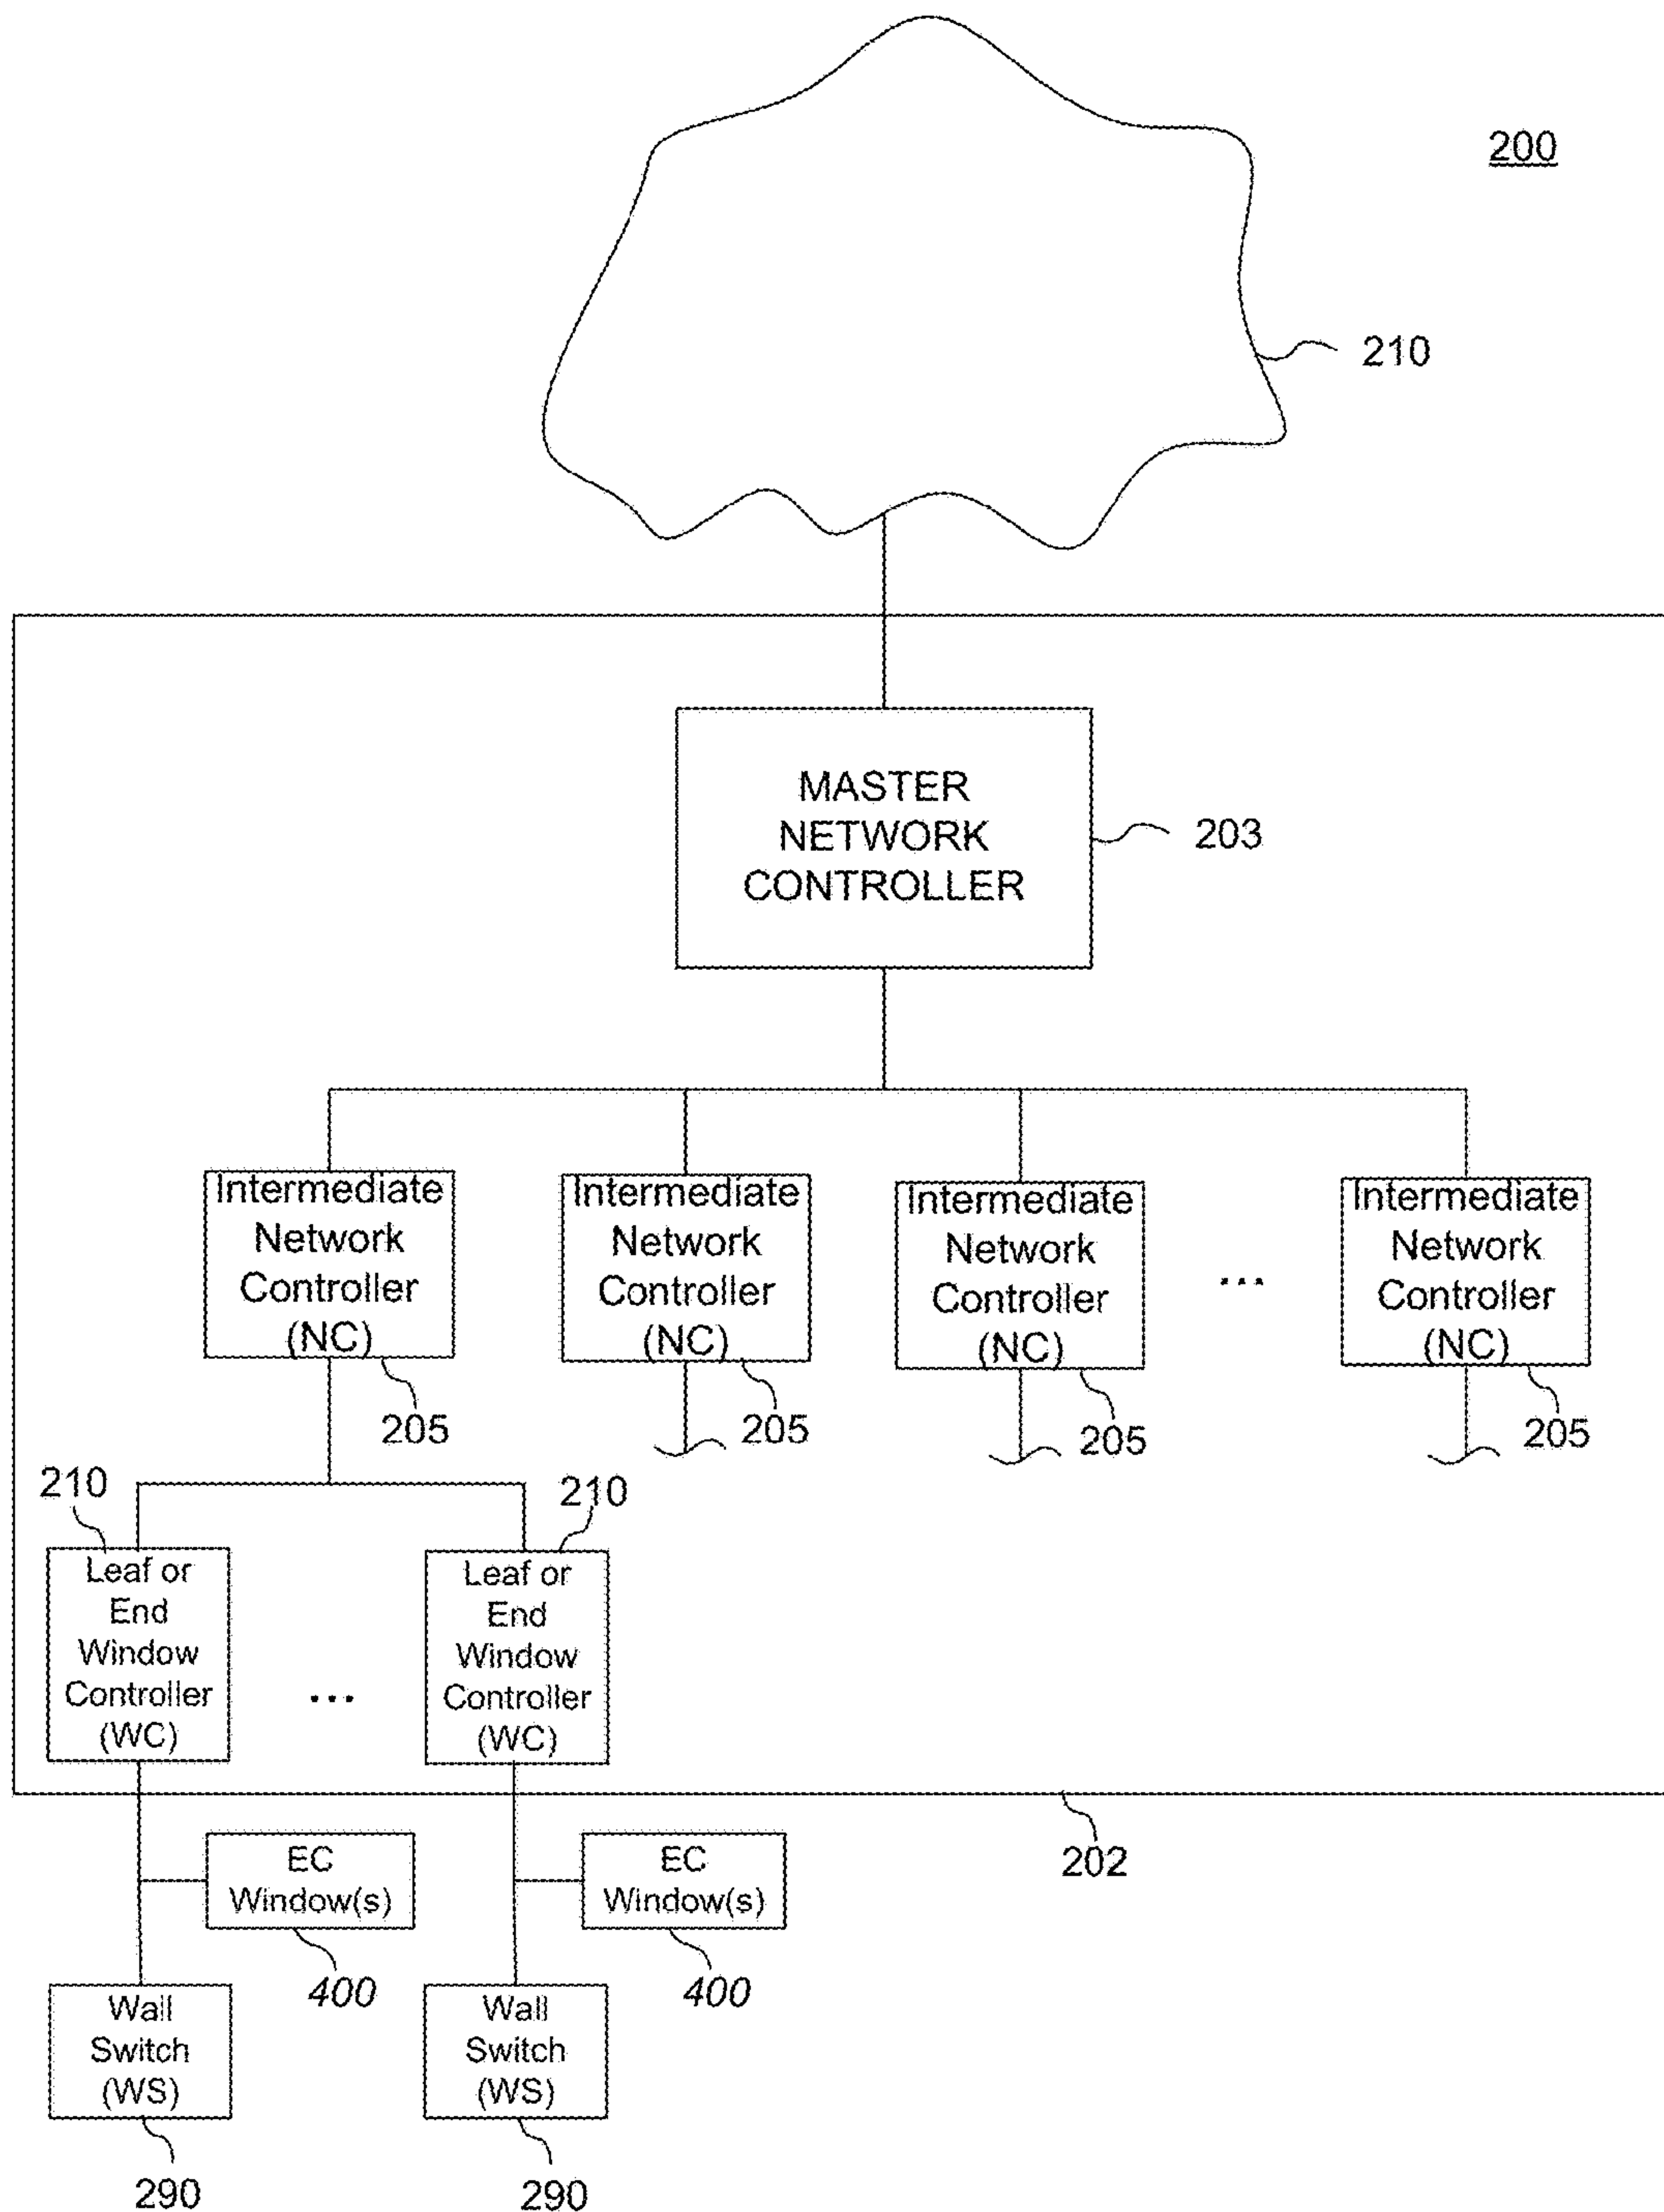 200
210
MASTER
NETWORK
CONTROLLER
203
Intermediate
Network
Controller
(NC)
205
Intermediate
Network
Controller
(NC)
205
Intermediate
Network
Controller
(NC)
205
...
Intermediate
Network
Controller
(NC)
205
210
Leaf or
End
Window
Controller
(WC)
...
210
Leaf or
End
Window
Controller
(WC)
202
EC
Window(s)
400
EC
Window(s)
400
Wall
Switch
(WS)
290
Wall
Switch
(WS)
290